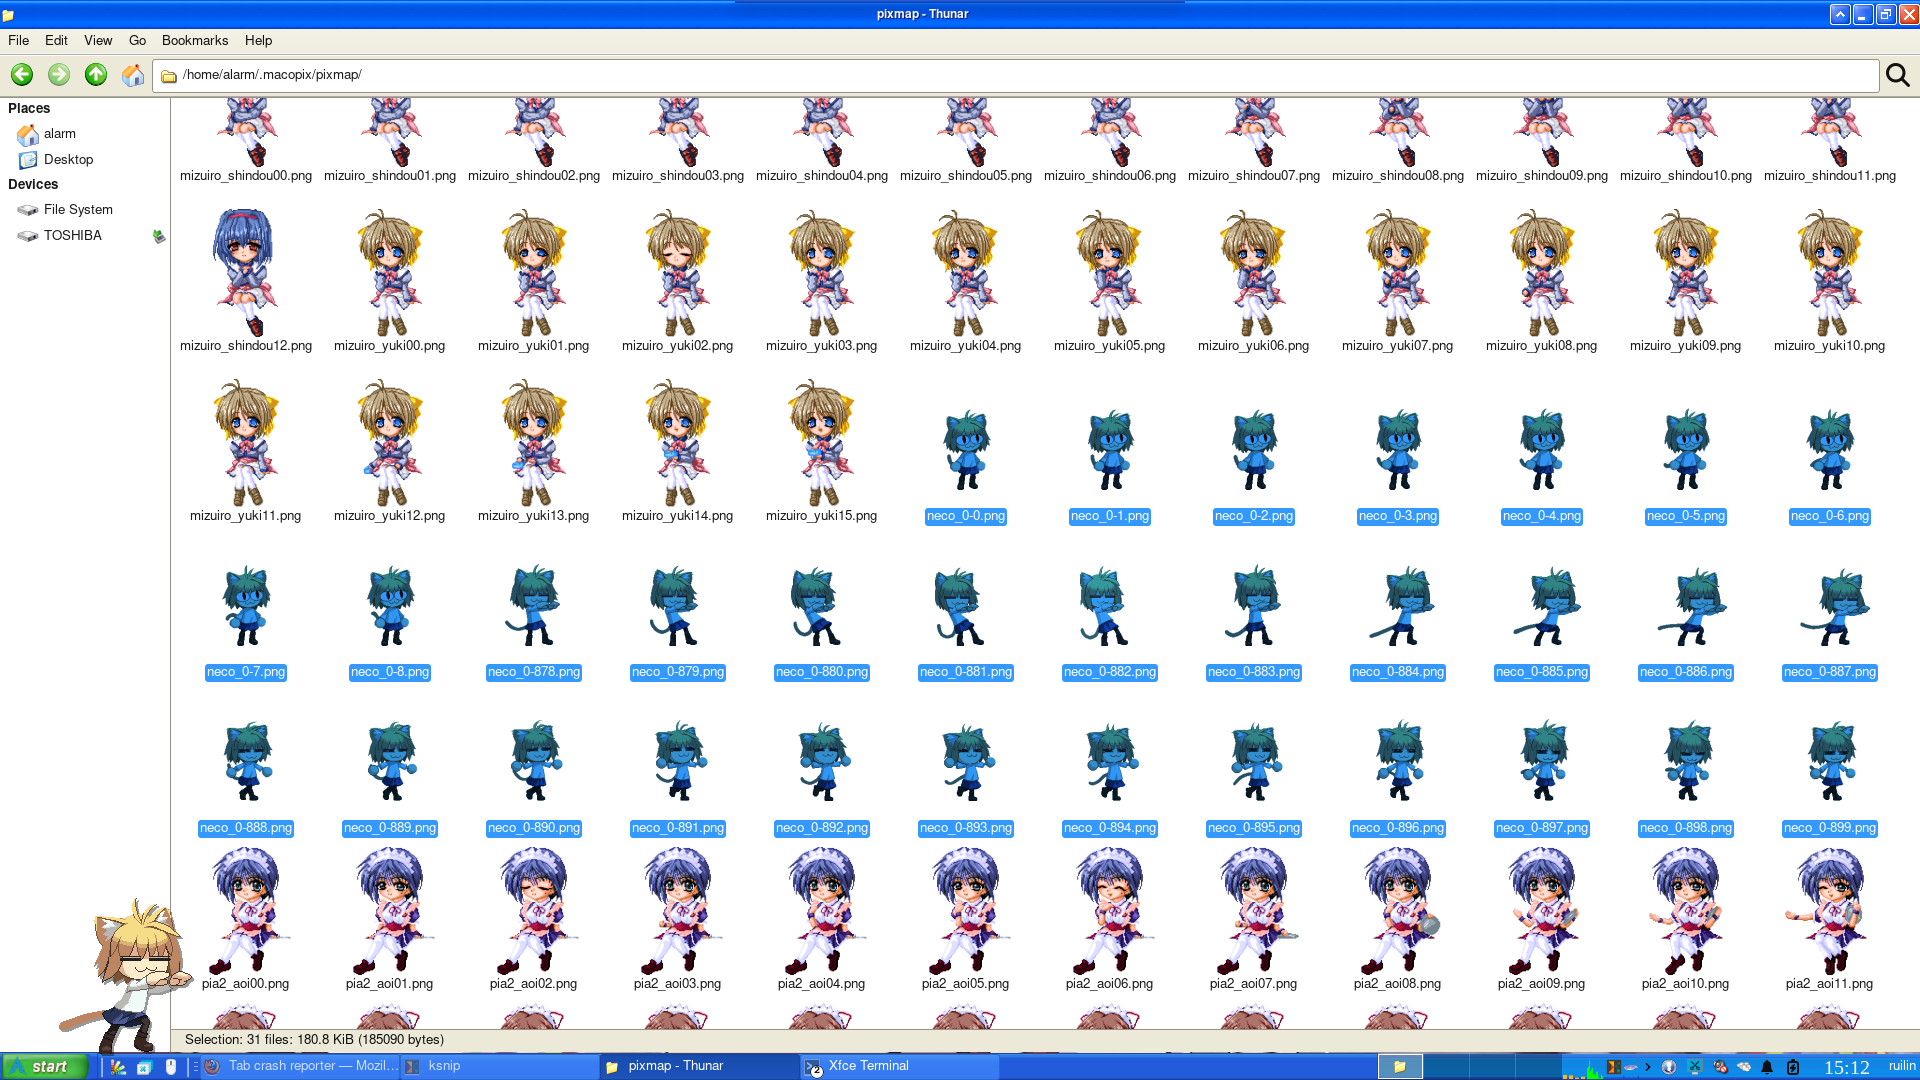 pixmap - Thunar
File Edit View Go Bookmarks Help
/home/alarm/.macopix/pixmap/
Places
alarm
Desktop
Devices
File System
TOSHIBA
mizuiro_shindou00.png mizuiro_shindou01.png mizuiro_shindou02.png mizuiro_shindou03.png mizuiro_shindou04.png mizuiro_shindou05.png mizuiro_shindou06.png mizuiro_shindou07.png mizuiro_shindou08.png mizuiro_shindou09.png mizuiro_shindou10.png mizuiro_shindou11.png
mizuiro_shindou12.png mizuiro_yuki00.png mizuiro_yuki01.png mizuiro_yuki02.png mizuiro_yuki03.png mizuiro_yuki04.png mizuiro_yuki05.png mizuiro_yuki06.png mizuiro_yuki07.png mizuiro_yuki08.png mizuiro_yuki09.png mizuiro_yuki10.png
mizuiro_yuki11.png mizuiro_yuki12.png mizuiro_yuki13.png mizuiro_yuki14.png mizuiro_yuki15.png neco_0-0.png neco_0-1.png neco_0-2.png neco_0-3.png neco_0-4.png neco_0-5.png neco_0-6.png
neco_0-7.png neco_0-8.png neco_0-878.png neco_0-879.png neco_0-880.png neco_0-881.png neco_0-882.png neco_0-883.png neco_0-884.png neco_0-885.png neco_0-886.png neco_0-887.png
neco_0-888.png neco_0-889.png neco_0-890.png neco_0-891.png neco_0-892.png neco_0-893.png neco_0-894.png neco_0-895.png neco_0-896.png neco_0-897.png neco_0-898.png neco_0-899.png
pia2_aoi00.png pia2_aoi01.png pia2_aoi02.png pia2_aoi03.png pia2_aoi04.png pia2_aoi05.png pia2_aoi06.png pia2_aoi07.png pia2_aoi08.png pia2_aoi09.png pia2_aoi10.png pia2_aoi11.png
Selection: 31 files: 180.8 KiB (185090 bytes)
start Tab crash reporter — Mozil... ksnip pixmap - Thunar 2 Xfce Terminal 15:12 ruilin